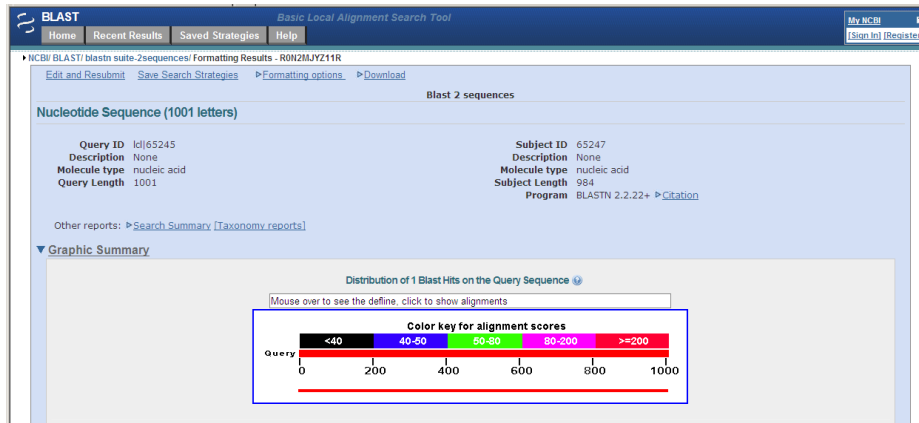 BLAST Basic Local Alignment Search Tool
My NCBI
Home Recent Results Saved Strategies Help
[Sign In] [Register
NCBI/ BLAST/ blastn suite-2sequences/ Formatting Results - R0N2MJYZ11R
Edit and Resubmit Save Search Strategies Formatting options Download
Blast 2 sequences
Nucleotide Sequence (1001 letters)
Query ID lcl|65245
Description None
Molecule type nucleic acid
Query Length 1001
Subject ID 65247
Description None
Molecule type nucleic acid
Subject Length 984
Program BLASTN 2.2.22+ Citation
Other reports: Search Summary [Taxonomy reports]
Graphic Summary
Distribution of 1 Blast Hits on the Query Sequence
Mouse over to see the defline, click to show alignments
Color key for alignment scores
<40 40-50 50-80 80-200 >=200
Query
0 200 400 600 800 1000